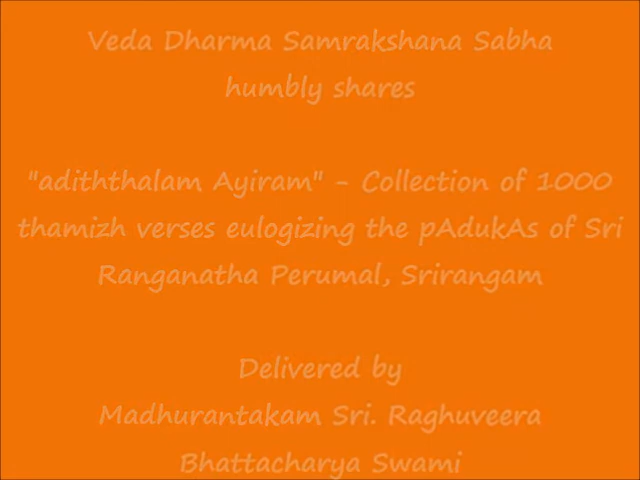 Veda Dharma Samrakshana Sabha
humbly shares
"adiththalam Ayiram" - Collection of 1000
thamizh verses eulogizing the pAdukAs of Sri
Ranganatha Perumal, Srirangam
Delivered by
Madhurantakam Sri. Raghuveera
Bhattacharya Swami